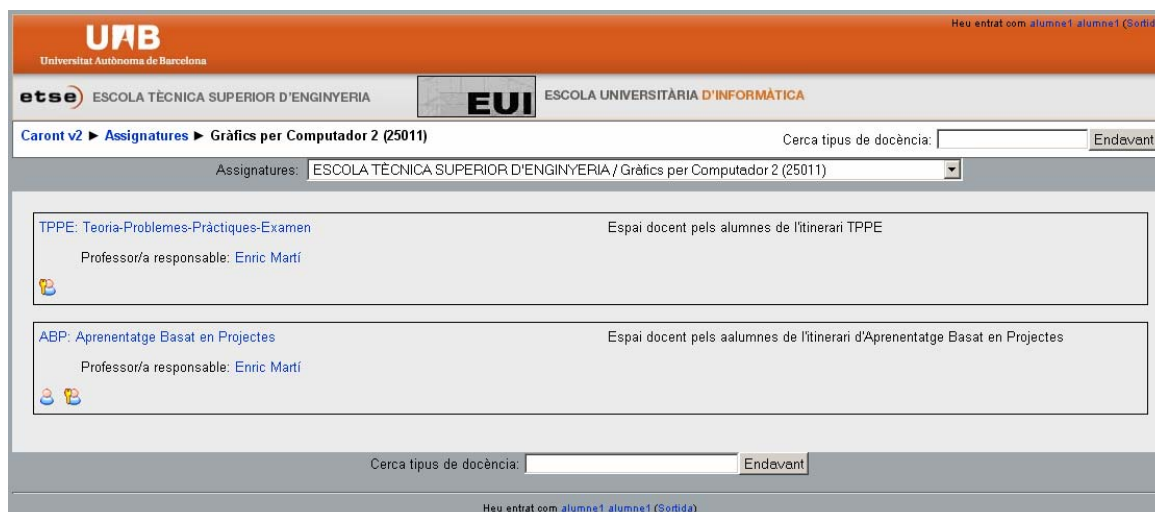 Heu entrat com alumne1 alumne1 (Sortid
UAB
Universitat Autònoma de Barcelona
etse) ESCOLA TÈCNICA SUPERIOR D'ENGINYERIA
EUI ESCOLA UNIVERSITÀRIA D'INFORMÀTICA
Caront v2 ► Assignatures ► Gràfics per Computador 2 (25011)
Cerca tipus de docència: Endavant
Assignatures: ESCOLA TÈCNICA SUPERIOR D'ENGINYERIA / Gràfics per Computador 2 (25011)
TPPE: Teoria-Problemes-Pràctiques-Examen
Espai docent pels alumnes de l'itinerari TPPE
Professor/a responsable: Enric Martí
ABP: Aprenentatge Basat en Projectes
Espai docent pels aalumnes de l'itinerari d'Aprenentatge Basat en Projectes
Professor/a responsable: Enric Martí
Cerca tipus de docència: Endavant
Heu entrat com alumne1 alumne1 (Sortida)